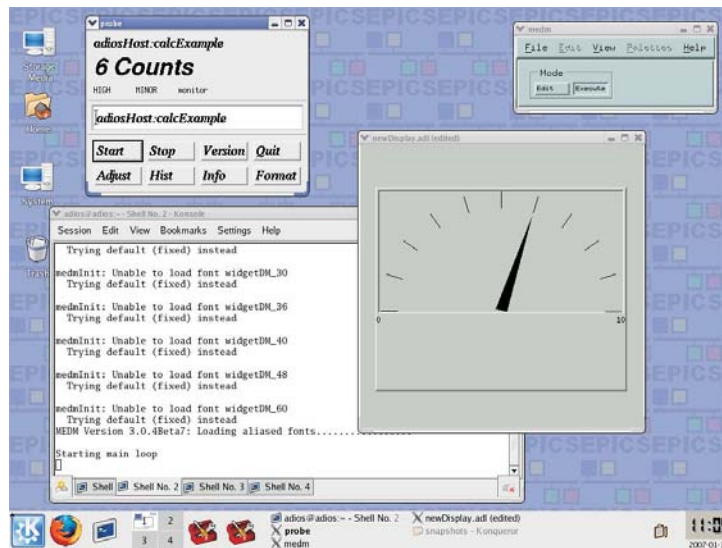 probe
adiosHost:calcExample
6 Counts
HIGH MINOR monitor
adiosHost:calcExample
Start Stop Version Quit
Adjust Hist Info Format
medm
File Edit View Palettes Help
Mode
Edit Execute
Storage
Media
Home
System
Trash
newDisplay.adl (edited)
0 10
adios@adios:~ - Shell No. 2 - Konsole
Session Edit View Bookmarks Settings Help
Trying default (fixed) instead
medmInit: Unable to load font widgetDM_30
Trying default (fixed) instead
medmInit: Unable to load font widgetDM_36
Trying default (fixed) instead
medmInit: Unable to load font widgetDM_40
Trying default (fixed) instead
medmInit: Unable to load font widgetDM_48
Trying default (fixed) instead
medmInit: Unable to load font widgetDM_60
Trying default (fixed) instead
MEDM Version 3.0.4Beta7: Loading aliased fonts.................
Starting main loop
Shell Shell No. 2 Shell No. 3 Shell No. 4
EPICS EPICS EPICS
2
3 4
adios@adios:~ - Shell No. 2
probe
medm
newDisplay.adl (edited)
snapshots - Konqueror
11:0
2007-01-